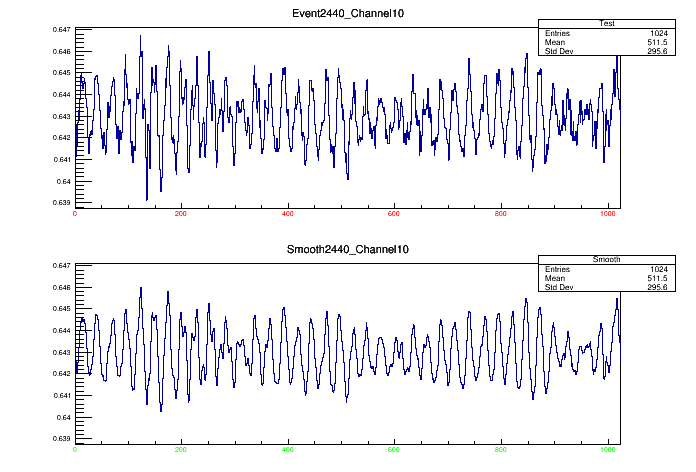 Event2440_Channel10
Test
Entries 1024
Mean 511.5
Std Dev 295.6
0.647
0.646
0.645
0.644
0.643
0.642
0.641
0.64
0.639
0 200 400 600 800 1000
Smooth2440_Channel10
Smooth
Entries 1024
Mean 511.5
Std Dev 295.6
0.647
0.646
0.645
0.644
0.643
0.642
0.641
0.64
0.639
0 200 400 600 800 1000